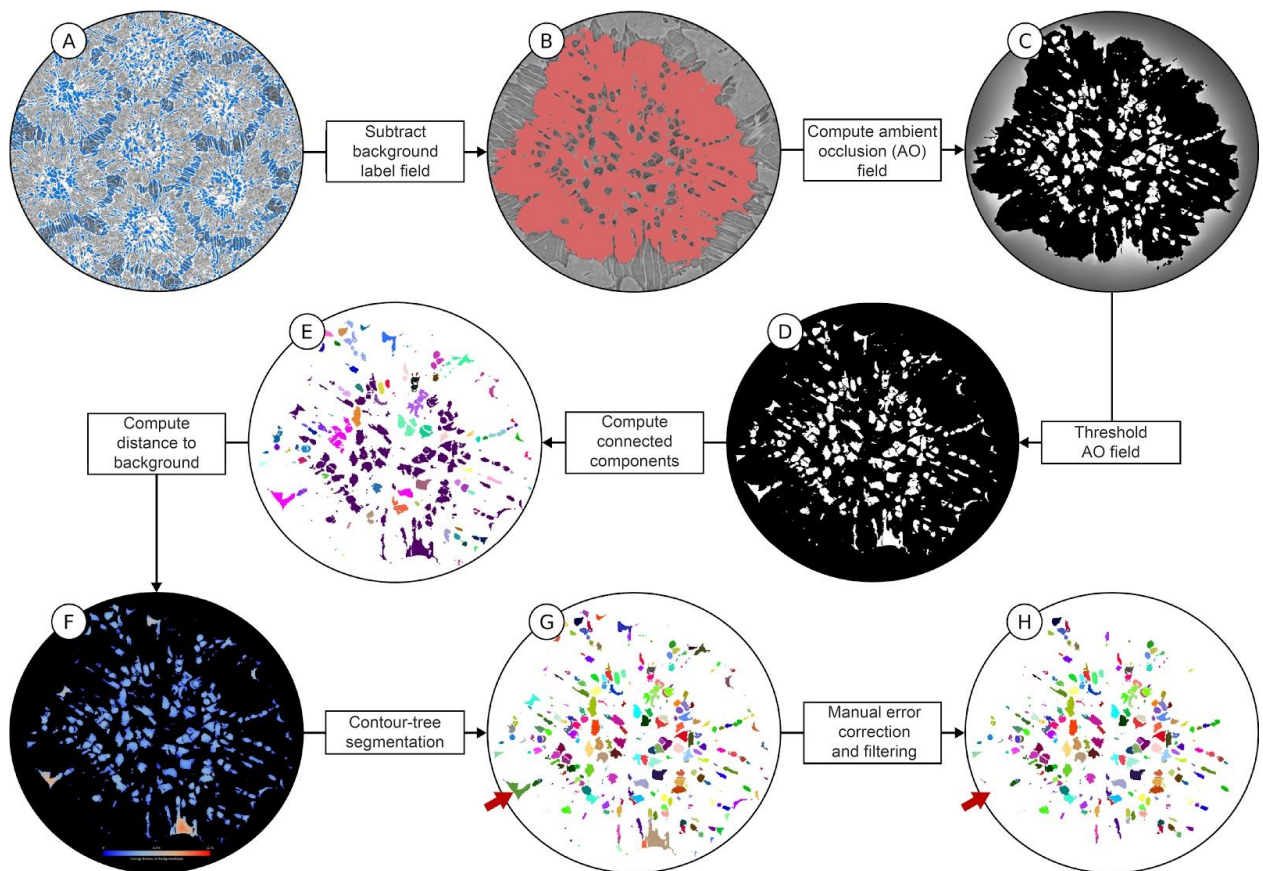 A
B
C
Subtract
background
label field
Compute ambient
occlusion (AO)
field
E
D
Compute
distance to
background
Compute
connected
components
Threshold
AO field
F
G
H
Contour-tree
segmentation
Manual error
correction
and filtering